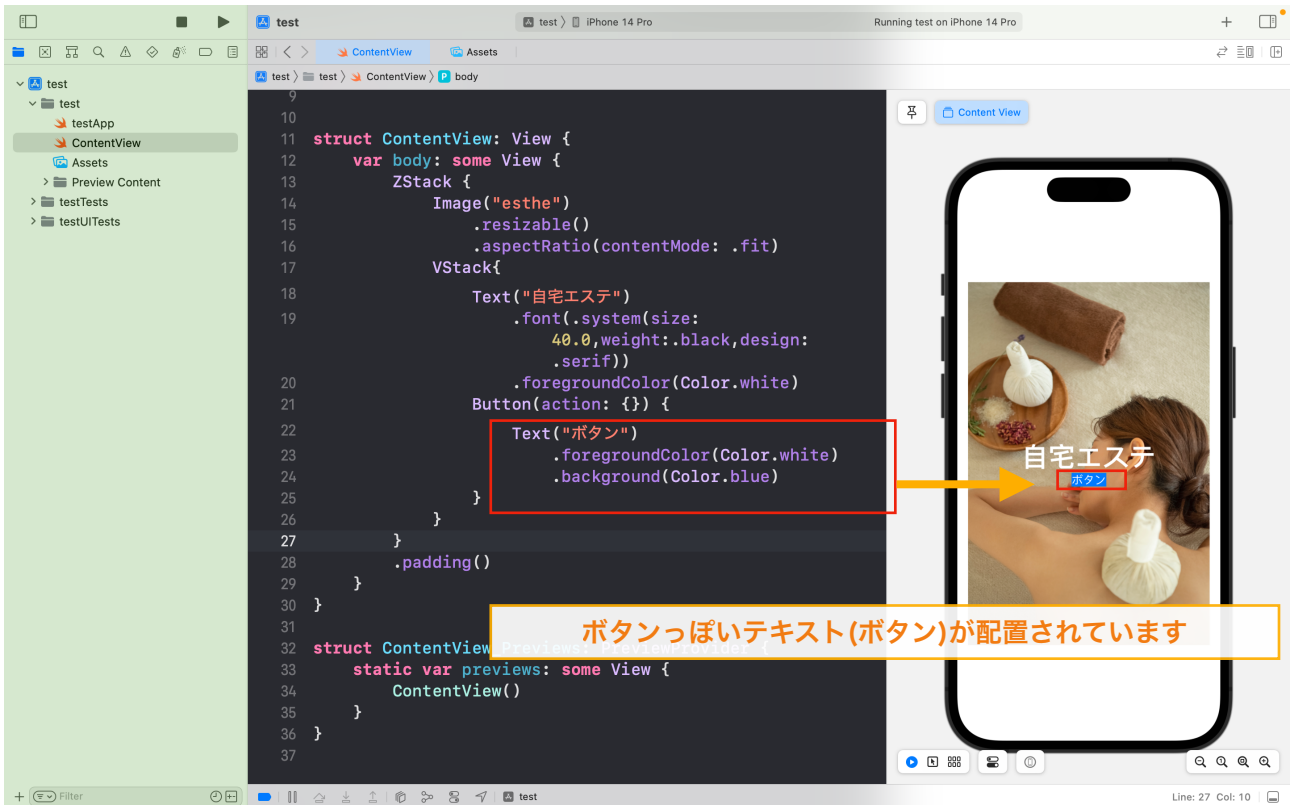 test
test 〉 iPhone 14 Pro
Running test on iPhone 14 Pro
ContentView
Assets
test 〉 test 〉 ContentView 〉 P body
test
test
testApp
ContentView
Assets
Preview Content
testTests
testUITests
Filter
9
10
11 struct ContentView: View {
12 var body: some View {
13 ZStack {
14 Image("esthe")
15 .resizable()
16 .aspectRatio(contentMode: .fit)
17 VStack{
18 Text("自宅エステ")
19 .font(.system(size:
40.0,weight:.black,design:
.serif))
20 .foregroundColor(Color.white)
21 Button(action: {}) {
22 Text("ボタン")
23 .foregroundColor(Color.white)
24 .background(Color.blue)
25 }
26 }
27 }
28 .padding()
29 }
30 }
31
32 struct ContentView_Previews: PreviewProvider {
33 static var previews: some View {
34 ContentView()
35 }
36 }
37
ボタンっぽいテキスト(ボタン)が配置されています
Content View
自宅エステ
ボタン
test
Line: 27 Col: 10